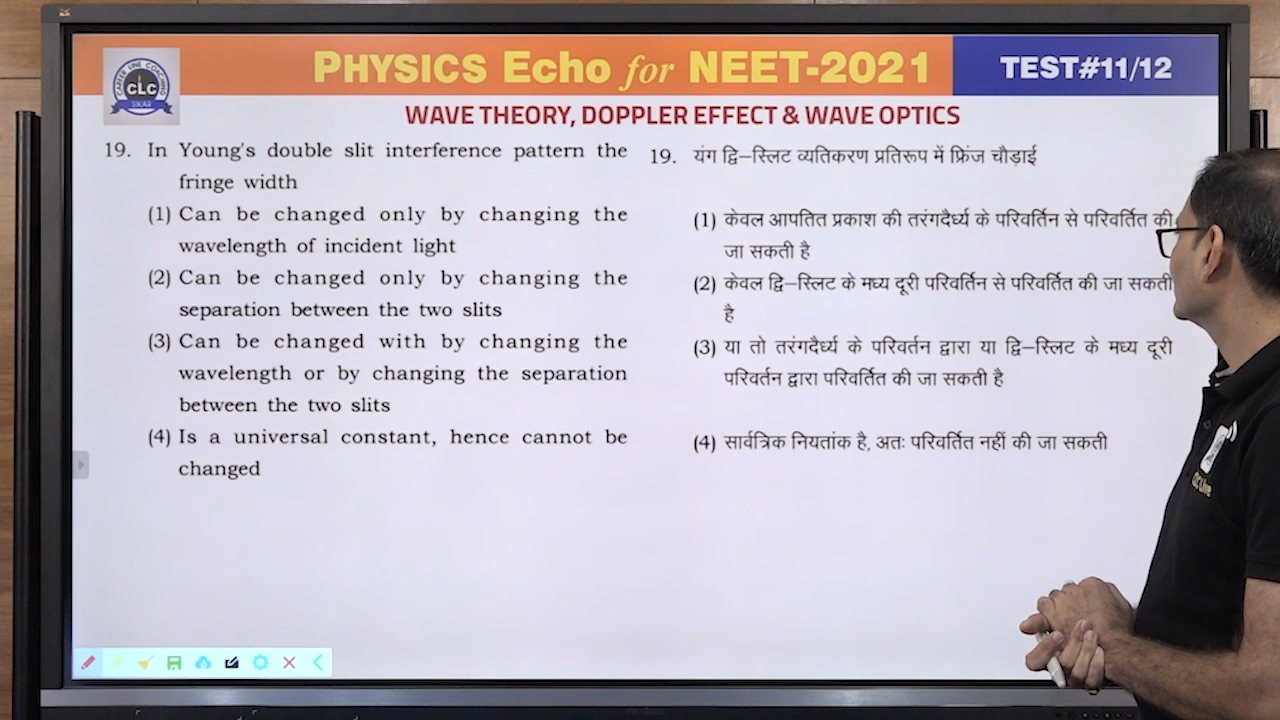 PHYSICS Echo for NEET-2021
TEST#11/12
CAREER LINE COACHING
CLC
SIKAR
WAVE THEORY, DOPPLER EFFECT & WAVE OPTICS
19. In Young's double slit interference pattern the
fringe width
(1) Can be changed only by changing the
wavelength of incident light
(2) Can be changed only by changing the
separation between the two slits
(3) Can be changed with by changing the
wavelength or by changing the separation
between the two slits
(4) Is a universal constant, hence cannot be
changed
19. यंग द्वि–स्लिट व्यतिकरण प्रतिरूप में फ्रिंज चौड़ाई
(1) केवल आपतित प्रकाश की तरंगदैर्ध्य के परिवर्तिन से परिवर्तित की
जा सकती है
(2) केवल द्वि–स्लिट के मध्य दूरी परिवर्तिन से परिवर्तित की जा सकती
है
(3) या तो तरंगदैर्ध्य के परिवर्तन द्वारा या द्वि–स्लिट के मध्य दूरी
परिवर्तन द्वारा परिवर्तित की जा सकती है
(4) सार्वत्रिक नियतांक है, अतः परिवर्तित नहीं की जा सकती